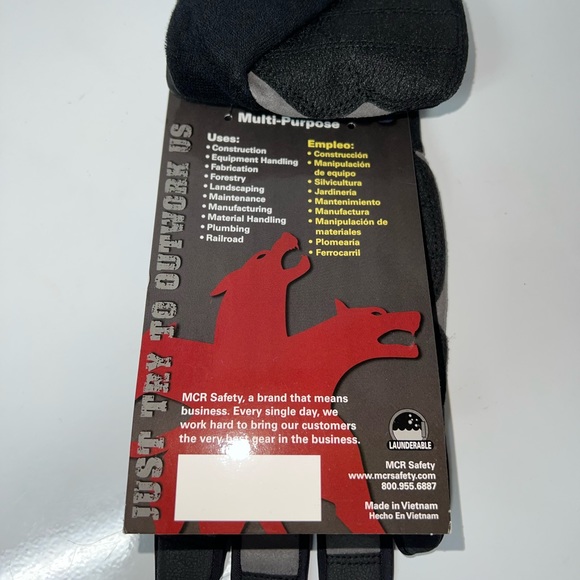 Multi-Purpose
Uses:
• Construction
• Equipment Handling
• Fabrication
• Forestry
• Landscaping
• Maintenance
• Manufacturing
• Material Handling
• Plumbing
• Railroad
Empleo:
• Construcción
• Manipulación
de equipo
• Silvicultura
• Jardinería
• Mantenimiento
• Manufactura
• Manipulación de
materiales
• Plomearía
• Ferrocarril
JUST TRY TO OUTWORK US
MCR Safety, a brand that means
business. Every single day, we
work hard to bring our customers
the very best gear in the business.
LAUNDERABLE
MCR Safety
www.mcrsafety.com
800.955.6887
Made in Vietnam
Hecho En Vietnam